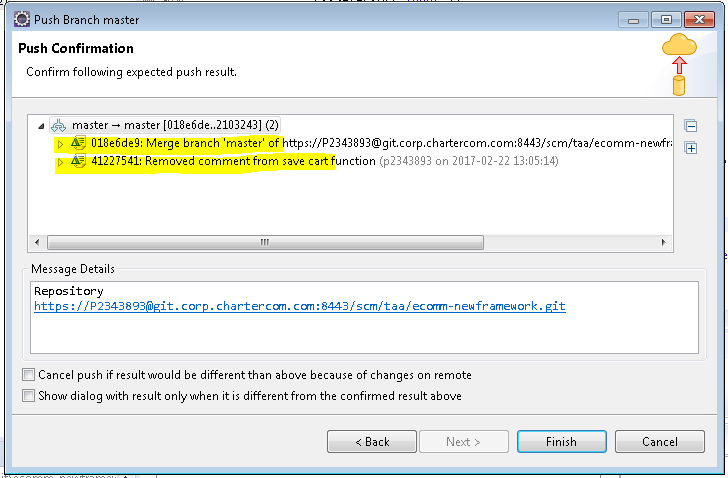 Push Branch master
Push Confirmation
Confirm following expected push result.
master → master [018e6de..2103243] (2)
018e6de9: Merge branch 'master' of https://P2343893@git.corp.chartercom.com:8443/scm/taa/ecomm-newfra
41227541: Removed comment from save cart function (p2343893 on 2017-02-22 13:05:14)
Message Details
Repository
https://P2343893@git.corp.chartercom.com:8443/scm/taa/ecomm-newframework.git
Cancel push if result would be different than above because of changes on remote
Show dialog with result only when it is different from the confirmed result above
< Back
Next >
Finish
Cancel